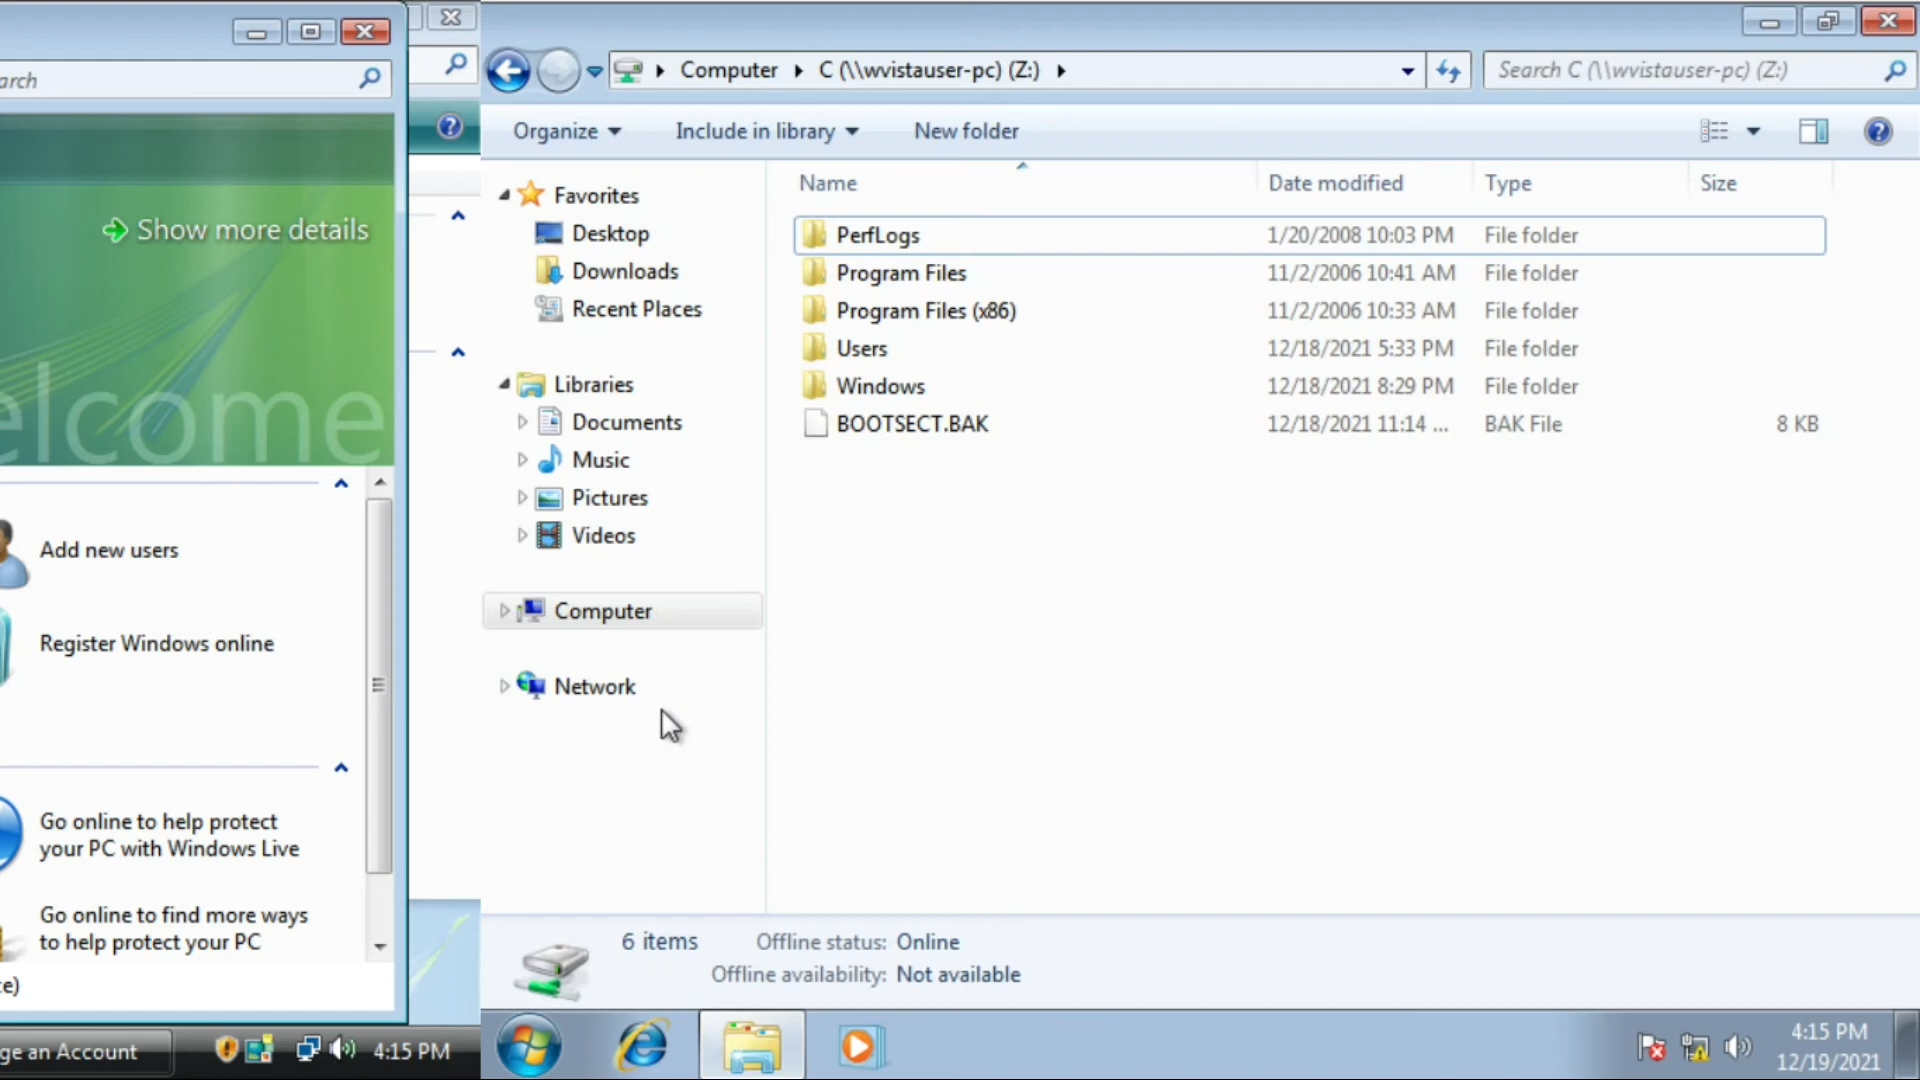 arch
Show more details
elcome
Add new users
Register Windows online
Go online to help protect
your PC with Windows Live
Go online to find more ways
to help protect your PC
ce)
ge an Account
4:15 PM
Computer C (\\wvistauser-pc) (Z:)
Search C (\\wvistauser-pc) (Z:)
Organize Include in library New folder
Favorites
Desktop
Downloads
Recent Places
Libraries
Documents
Music
Pictures
Videos
Computer
Network
Name Date modified Type Size
PerfLogs 1/20/2008 10:03 PM File folder
Program Files 11/2/2006 10:41 AM File folder
Program Files (x86) 11/2/2006 10:33 AM File folder
Users 12/18/2021 5:33 PM File folder
Windows 12/18/2021 8:29 PM File folder
BOOTSECT.BAK 12/18/2021 11:14 ... BAK File 8 KB
6 items Offline status: Online
Offline availability: Not available
4:15 PM
12/19/2021